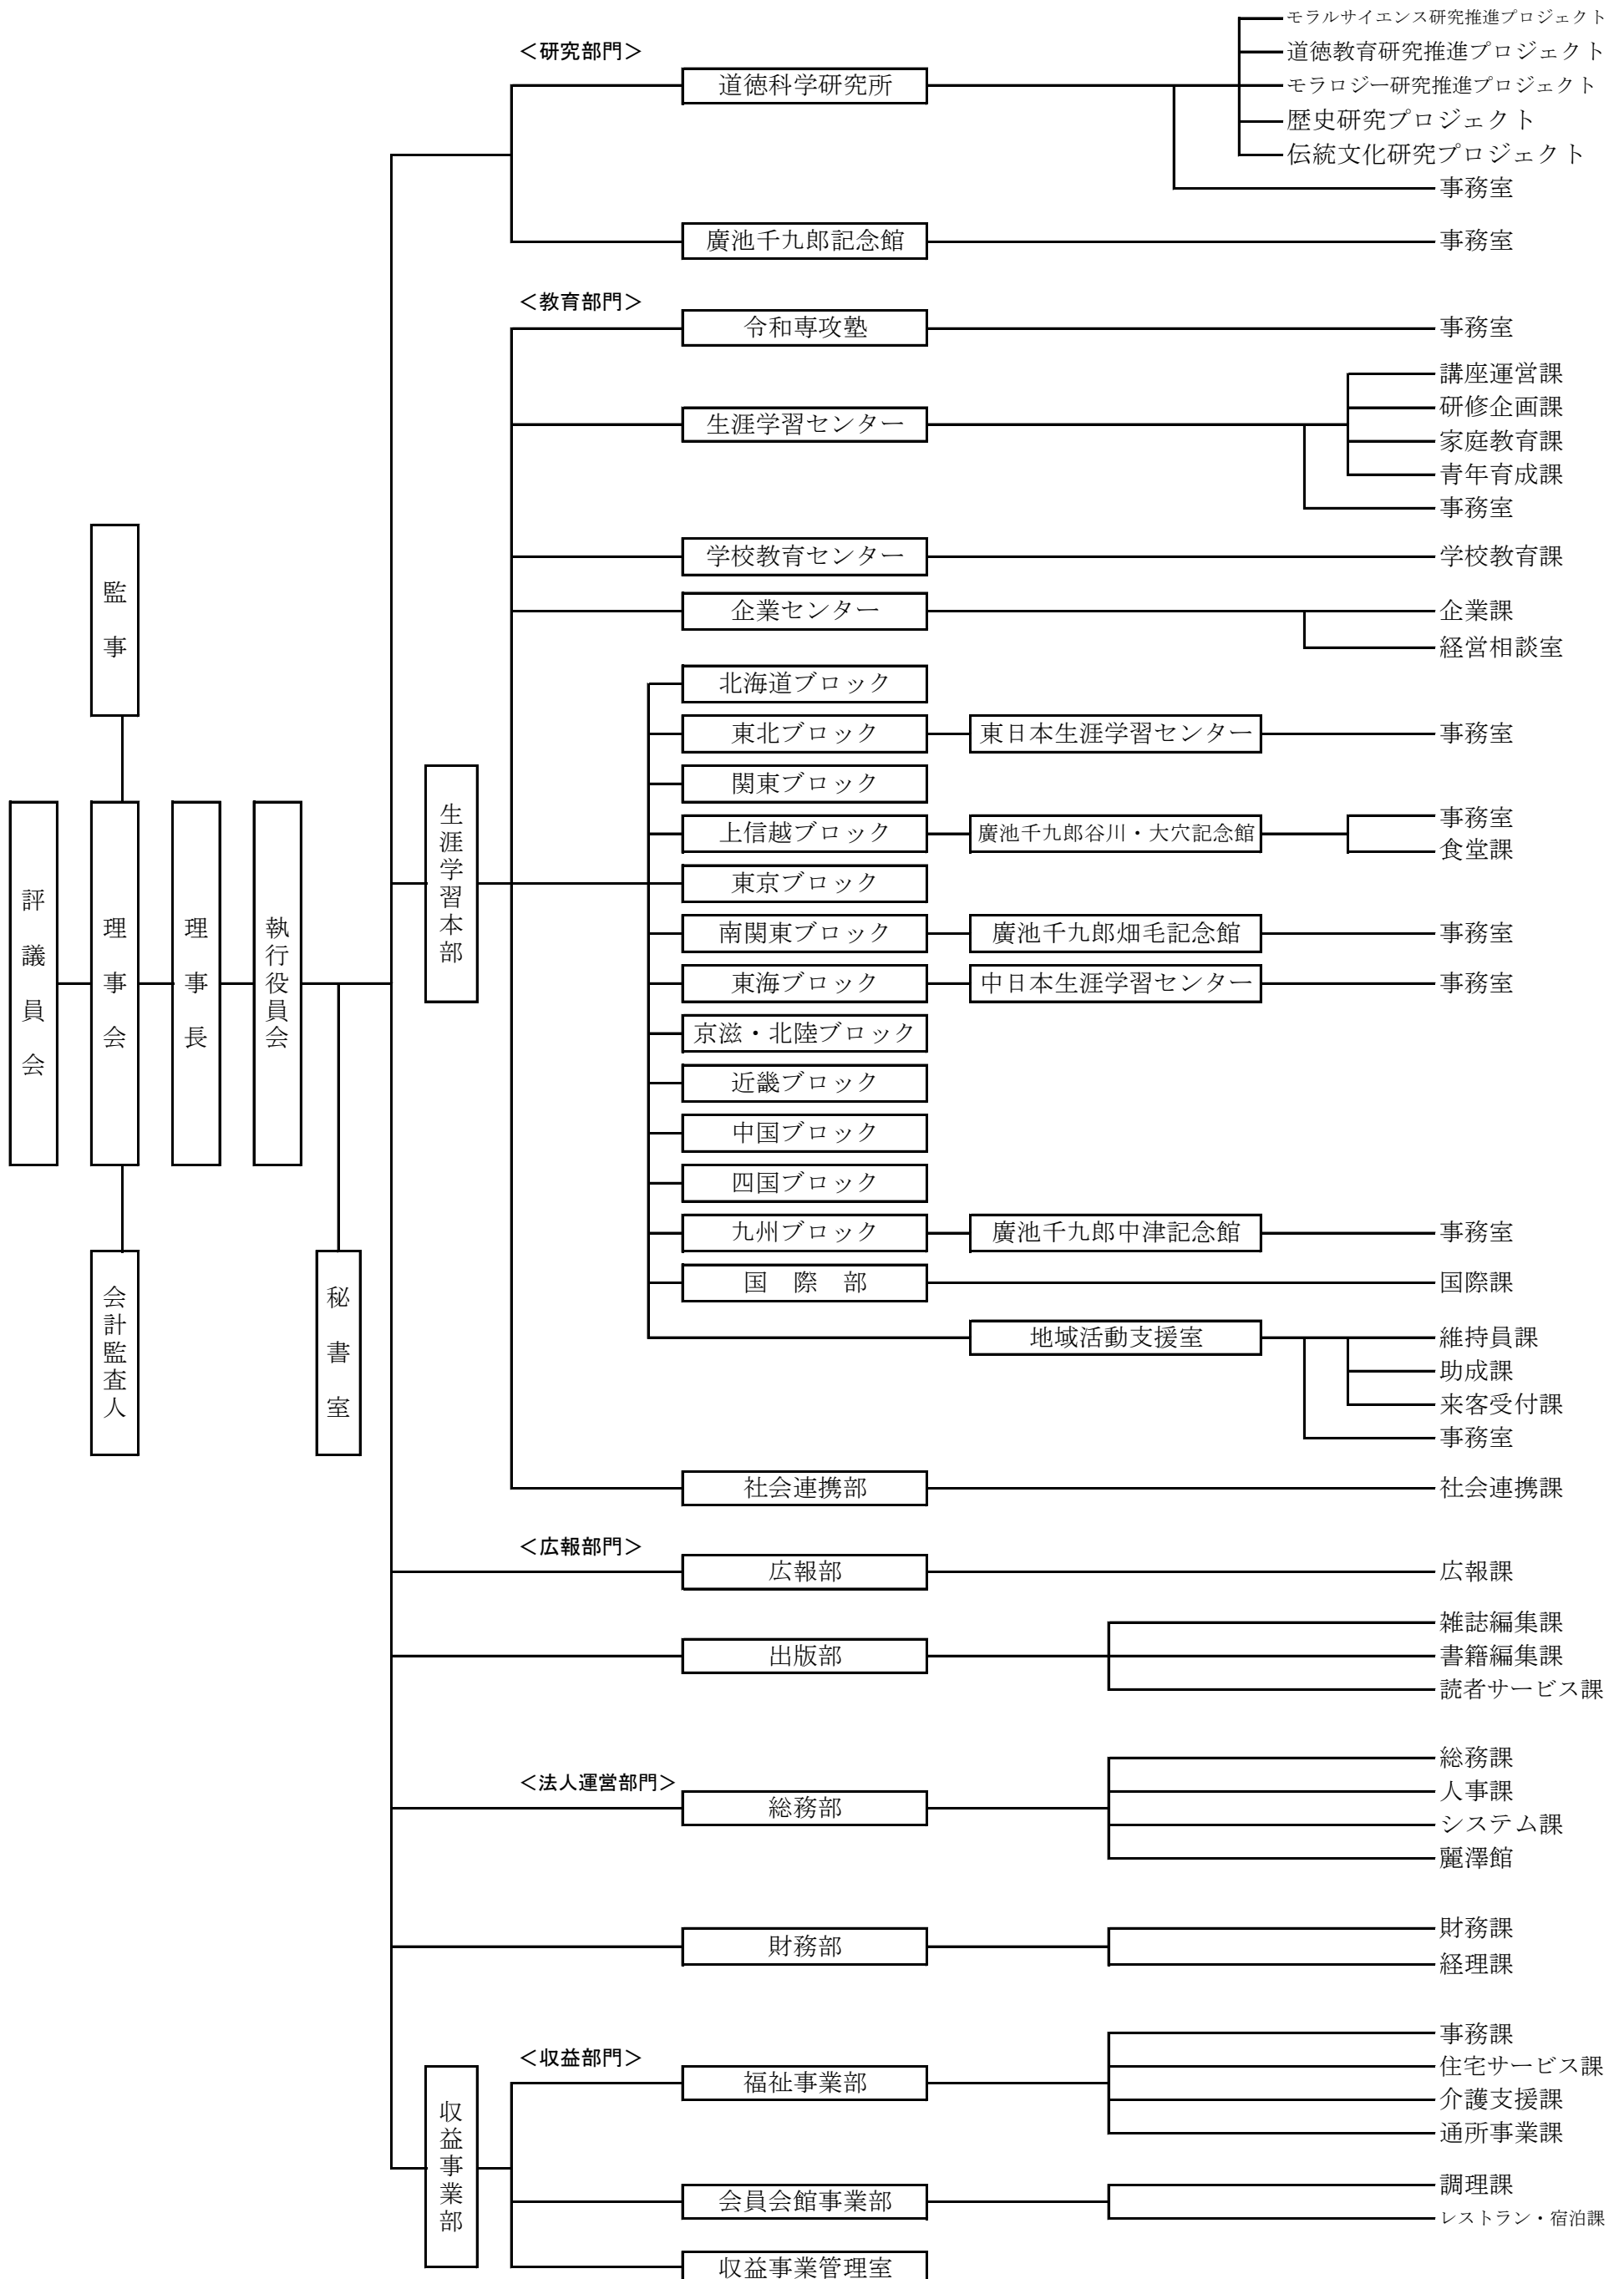 モラルサイエンス研究推進プロジェクト
＜研究部門＞
道徳教育研究推進プロジェクト
道徳科学研究所
モラロジー研究推進プロジェクト
歴史研究プロジェクト
伝統文化研究プロジェクト
事務室
廣池千九郎記念館
事務室
＜教育部門＞
令和専攻塾
事務室
講座運営課
研修企画課
生涯学習センター
家庭教育課
青年育成課
事務室
学校教育センター
学校教育課
企業センター
企業課
経営相談室
監事
北海道ブロック
東北ブロック
東日本生涯学習センター
事務室
関東ブロック
上信越ブロック
廣池千九郎谷川・大穴記念館
事務室
食堂課
東京ブロック
南関東ブロック
廣池千九郎畑毛記念館
事務室
東海ブロック
中日本生涯学習センター
事務室
京滋・北陸ブロック
近畿ブロック
中国ブロック
四国ブロック
九州ブロック
廣池千九郎中津記念館
事務室
国　際　部
国際課
地域活動支援室
維持員課
助成課
来客受付課
事務室
評議員会
理事会
理事長
執行役員会
生涯学習本部
会計監査人
秘書室
社会連携部
社会連携課
＜広報部門＞
広報部
広報課
雑誌編集課
出版部
書籍編集課
読者サービス課
＜法人運営部門＞
総務部
総務課
人事課
システム課
麗澤館
財務部
財務課
経理課
＜収益部門＞
収益事業部
福祉事業部
事務課
住宅サービス課
介護支援課
通所事業課
会員会館事業部
調理課
レストラン・宿泊課
収益事業管理室